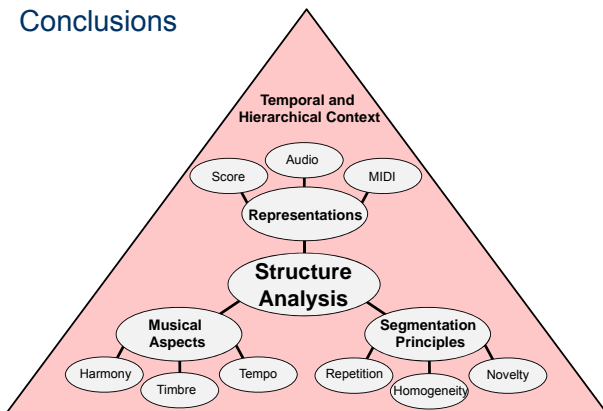 Conclusions
Temporal and
Hierarchical Context
Audio
Score
MIDI
Representations
Structure
Analysis
Musical
Aspects
Segmentation
Principles
Harmony
Timbre
Tempo
Repetition
Homogeneity
Novelty